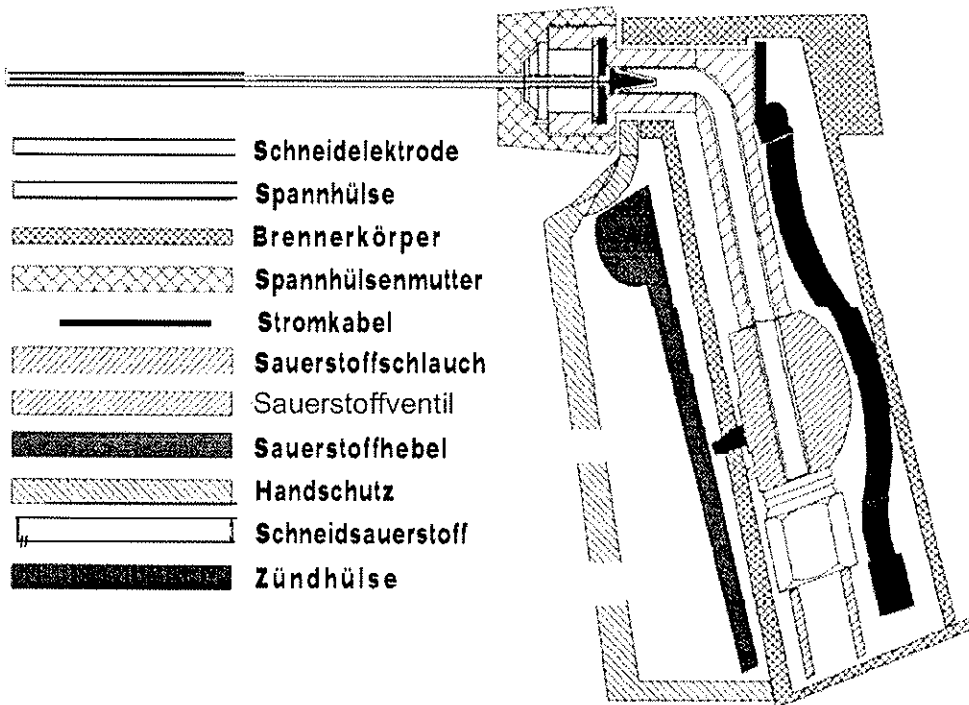 Schneidelektrode
Spannhülse
Brennerkörper
Spannhülsenmutter
Stromkabel
Sauerstoffschlauch
Sauerstoffventil
Sauerstoffhebel
Handschutz
Schneidsauerstoff
Zündhülse